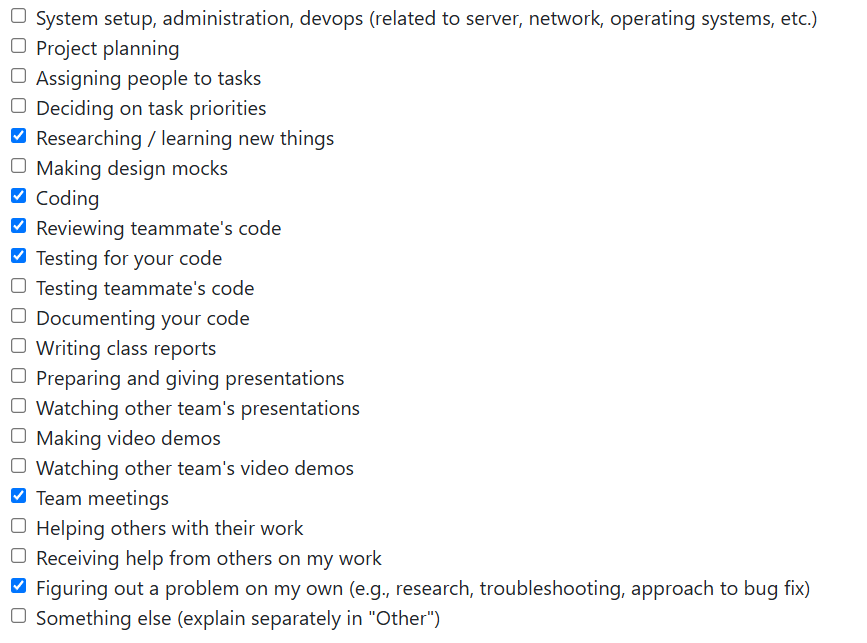 System setup, administration, devops (related to server, network, operating systems, etc.)
Project planning
Assigning people to tasks
Deciding on task priorities
Researching / learning new things
Making design mocks
Coding
Reviewing teammate's code
Testing for your code
Testing teammate's code
Documenting your code
Writing class reports
Preparing and giving presentations
Watching other team's presentations
Making video demos
Watching other team's video demos
Team meetings
Helping others with their work
Receiving help from others on my work
Figuring out a problem on my own (e.g., research, troubleshooting, approach to bug fix)
Something else (explain separately in "Other")